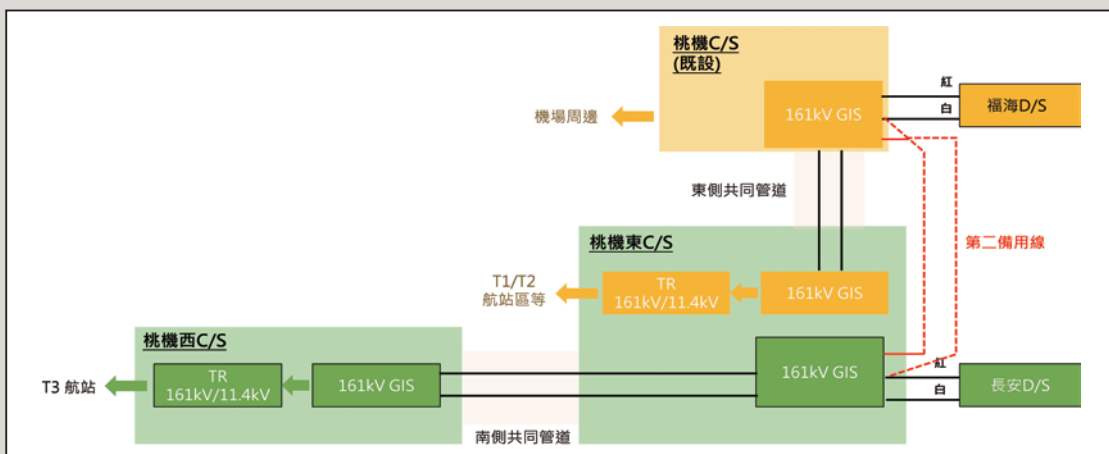 桃機C/S
(既設)
紅
161kV GIS
福海D/S
白
機場周邊
東側共同管道
桃機東C/S
第二備用線
T1/T2
航站區等
TR
161kV/11.4kV
161kV GIS
桃機西C/S
T3 航站
TR
161kV/11.4kV
161kV GIS
161kV GIS
紅
長安D/S
白
南側共同管道